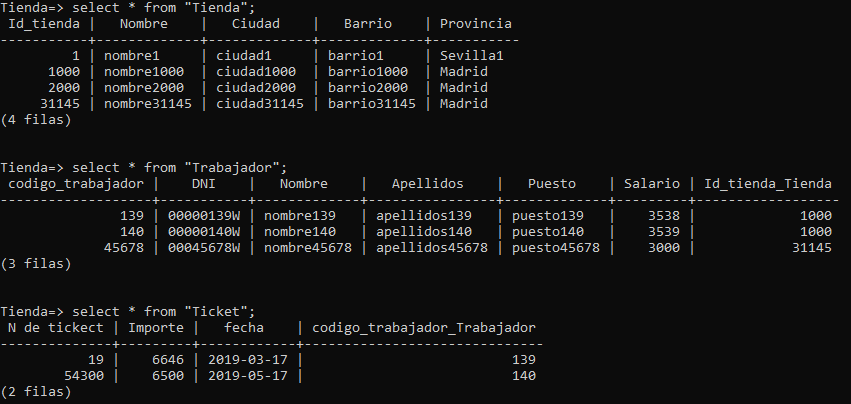 Tienda=> select * from "Tienda";
 Id_tienda |   Nombre    |   Ciudad    |   Barrio    | Provincia
-----------+-------------+-------------+-------------+-----------
         1 | nombre1     | ciudad1     | barrio1     | Sevilla1
      1000 | nombre1000  | ciudad1000  | barrio1000  | Madrid
      2000 | nombre2000  | ciudad2000  | barrio2000  | Madrid
     31145 | nombre31145 | ciudad31145 | barrio31145 | Madrid
(4 filas)
Tienda=> select * from "Trabajador";
 codigo_trabajador |    DNI    |   Nombre    |   Apellidos    |   Puesto    | Salario | Id_tienda_Tienda
-------------------+-----------+-------------+----------------+-------------+---------+------------------
               139 | 00000139W | nombre139   | apellidos139   | puesto139   |    3538 |             1000
               140 | 00000140W | nombre140   | apellidos140   | puesto140   |    3539 |             1000
             45678 | 00045678W | nombre45678 | apellidos45678 | puesto45678 |    3000 |            31145
(3 filas)
Tienda=> select * from "Ticket";
 N de tickect | Importe |   fecha    | codigo_trabajador_Trabajador
--------------+---------+------------+------------------------------
           19 |    6646 | 2019-03-17 |                          139
        54300 |    6500 | 2019-05-17 |                          140
(2 filas)